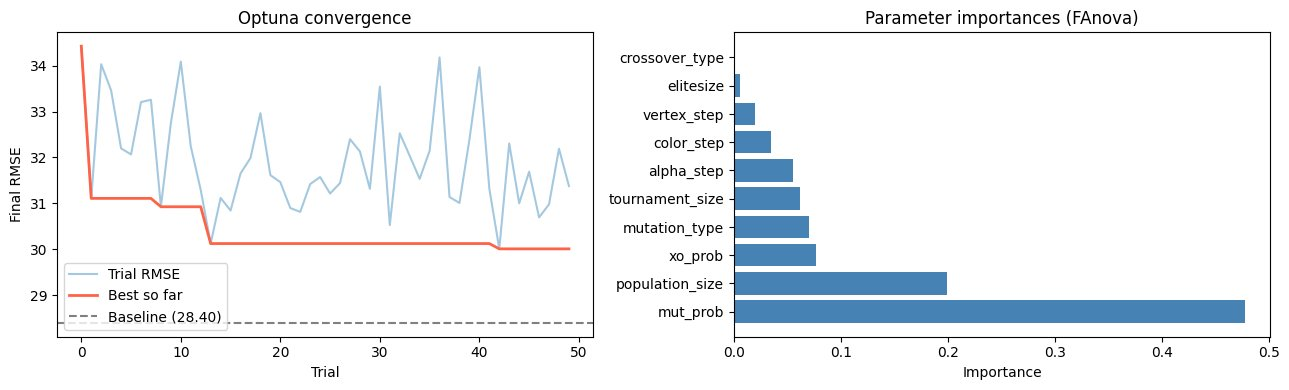 Optuna convergence
34
33
32
31
30
29
Final RMSE
Trial RMSE
Best so far
Baseline (28.40)
0
10
20
30
40
50
Trial
Parameter importances (FAnova)
crossover_type
elitesize
vertex_step
color_step
alpha_step
tournament_size
mutation_type
xo_prob
population_size
mut_prob
0.0
0.1
0.2
0.3
0.4
0.5
Importance